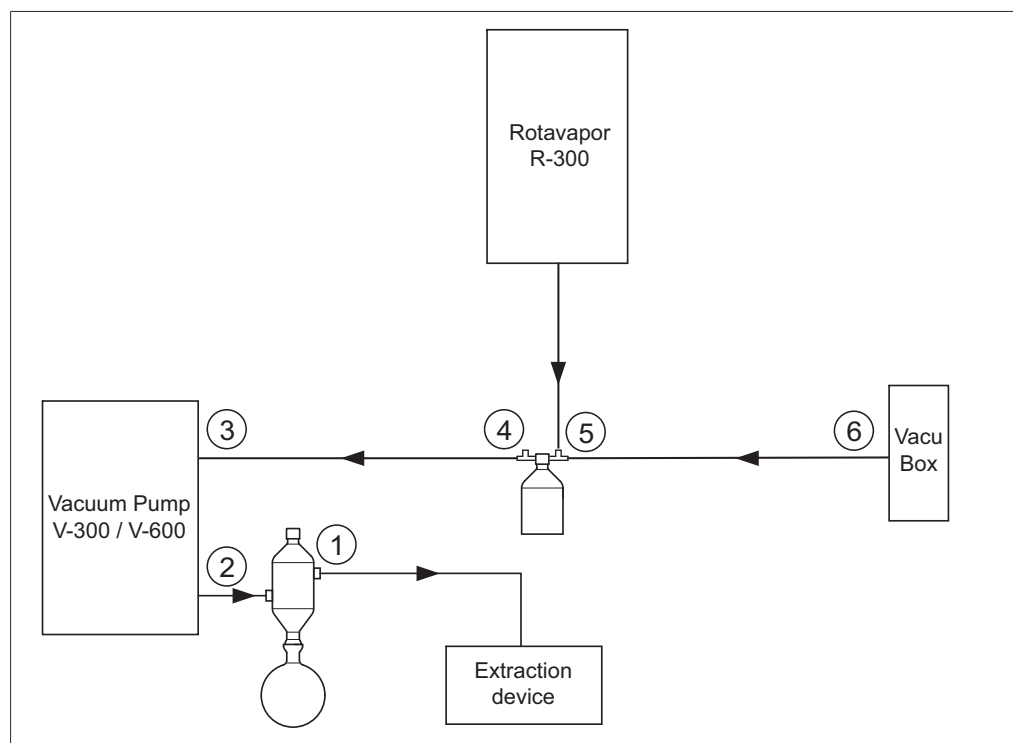 Rotavapor
R-300
3
4
5
6
Vacu
Box
Vacuum Pump
V-300 / V-600
2
1
Extraction
device